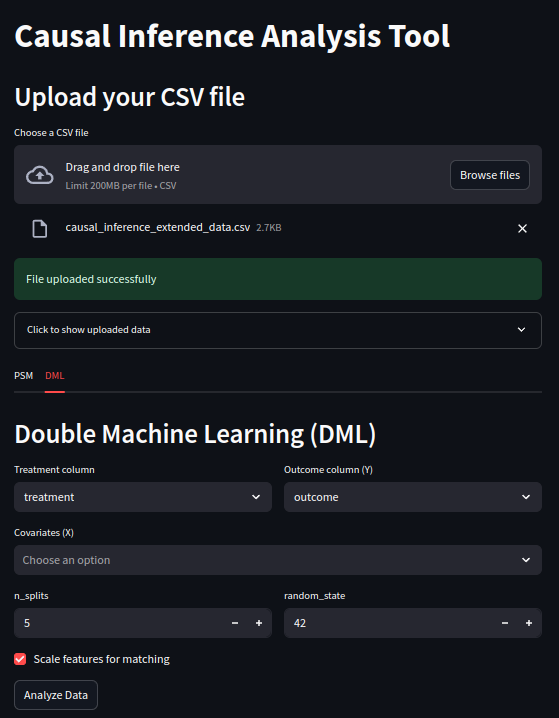 Causal Inference Analysis Tool
Upload your CSV file
Choose a CSV file
Drag and drop file here
Limit 200MB per file • CSV
Browse files
causal_inference_extended_data.csv 2.7KB
File uploaded successfully
Click to show uploaded data
PSM DML
Double Machine Learning (DML)
Treatment column Outcome column (Y)
treatment outcome
Covariates (X)
Choose an option
n_splits random_state
5 42
Scale features for matching
Analyze Data